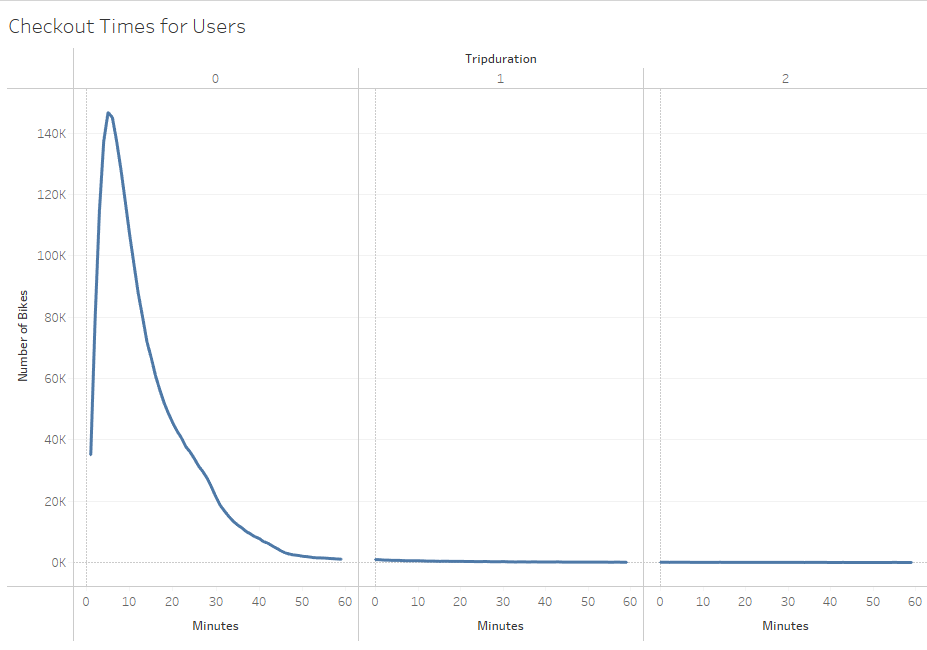 Checkout Times for Users
Tripduration
0 1 2
140K
120K
100K
80K
60K
40K
20K
0K
Number of Bikes
0 10 20 30 40 50 60 0 10 20 30 40 50 60 0 10 20 30 40 50 60
Minutes Minutes Minutes